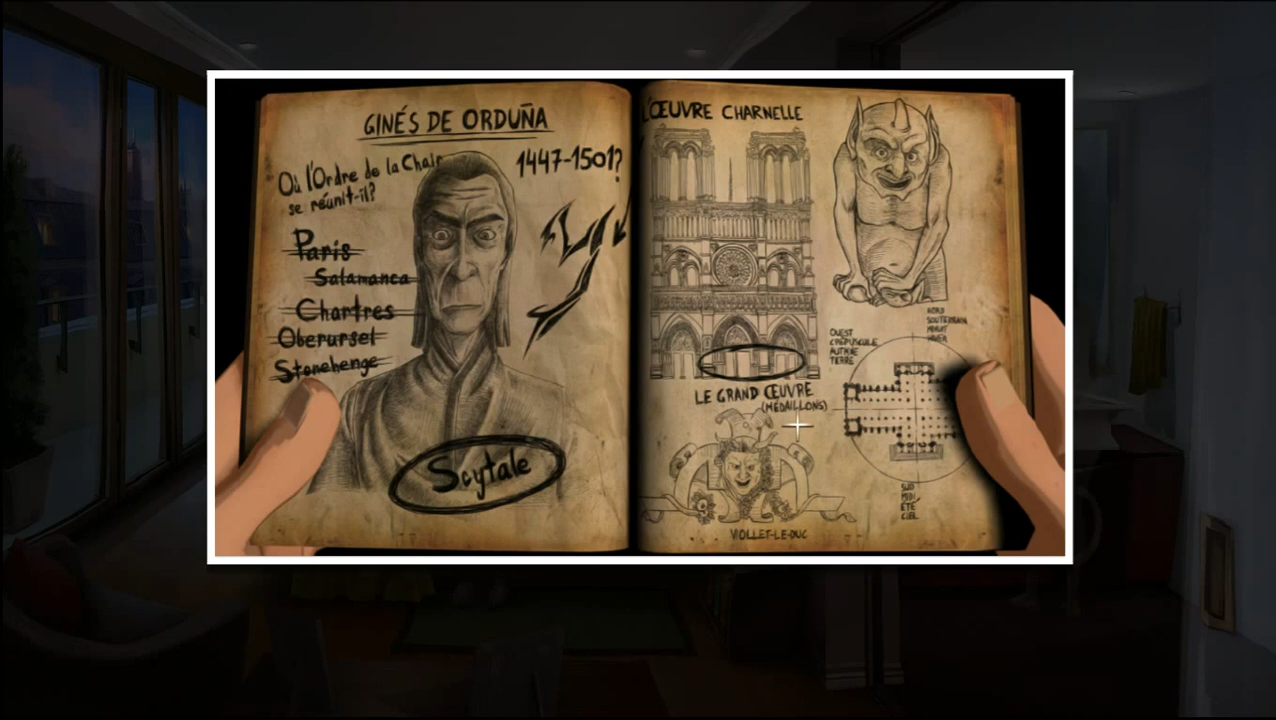 GINÉS DE ORDUÑA
Où l'Ordre de la Chair
se réunit-il?
1447-1501?
Paris
Salamanca
Chartres
Oberursel
Stonehenge
Scytale
L'ŒUVRE CHARNELLE
NORD
SOUTERRAIN
MINUIT
HIVER
OUEST
CRÉPUSCULE
AUTMNE
TERRE
LE GRAND ŒUVRE
(MÉDAILLONS)
SUD
MIDI
ÉTÉ
CIEL
VIOLLET-LE-DUC